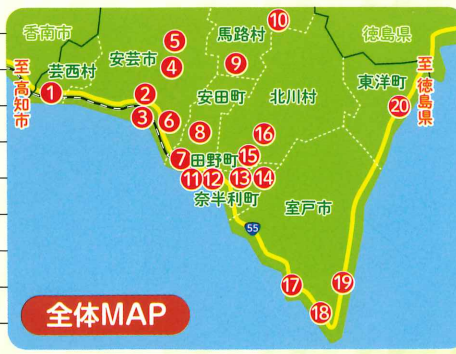 香南市
馬路村
⑩
徳島県
⑤
安芸市
④
⑨
至徳島県
芸西村
東洋町
至高知市
①
②
安田町
北川村
⑳
③
⑥
⑧
⑯
⑦
田野町
⑮
⑪
⑫
⑬
⑭
奈半利町
室戸市
55
⑰
⑲
⑱
全体MAP